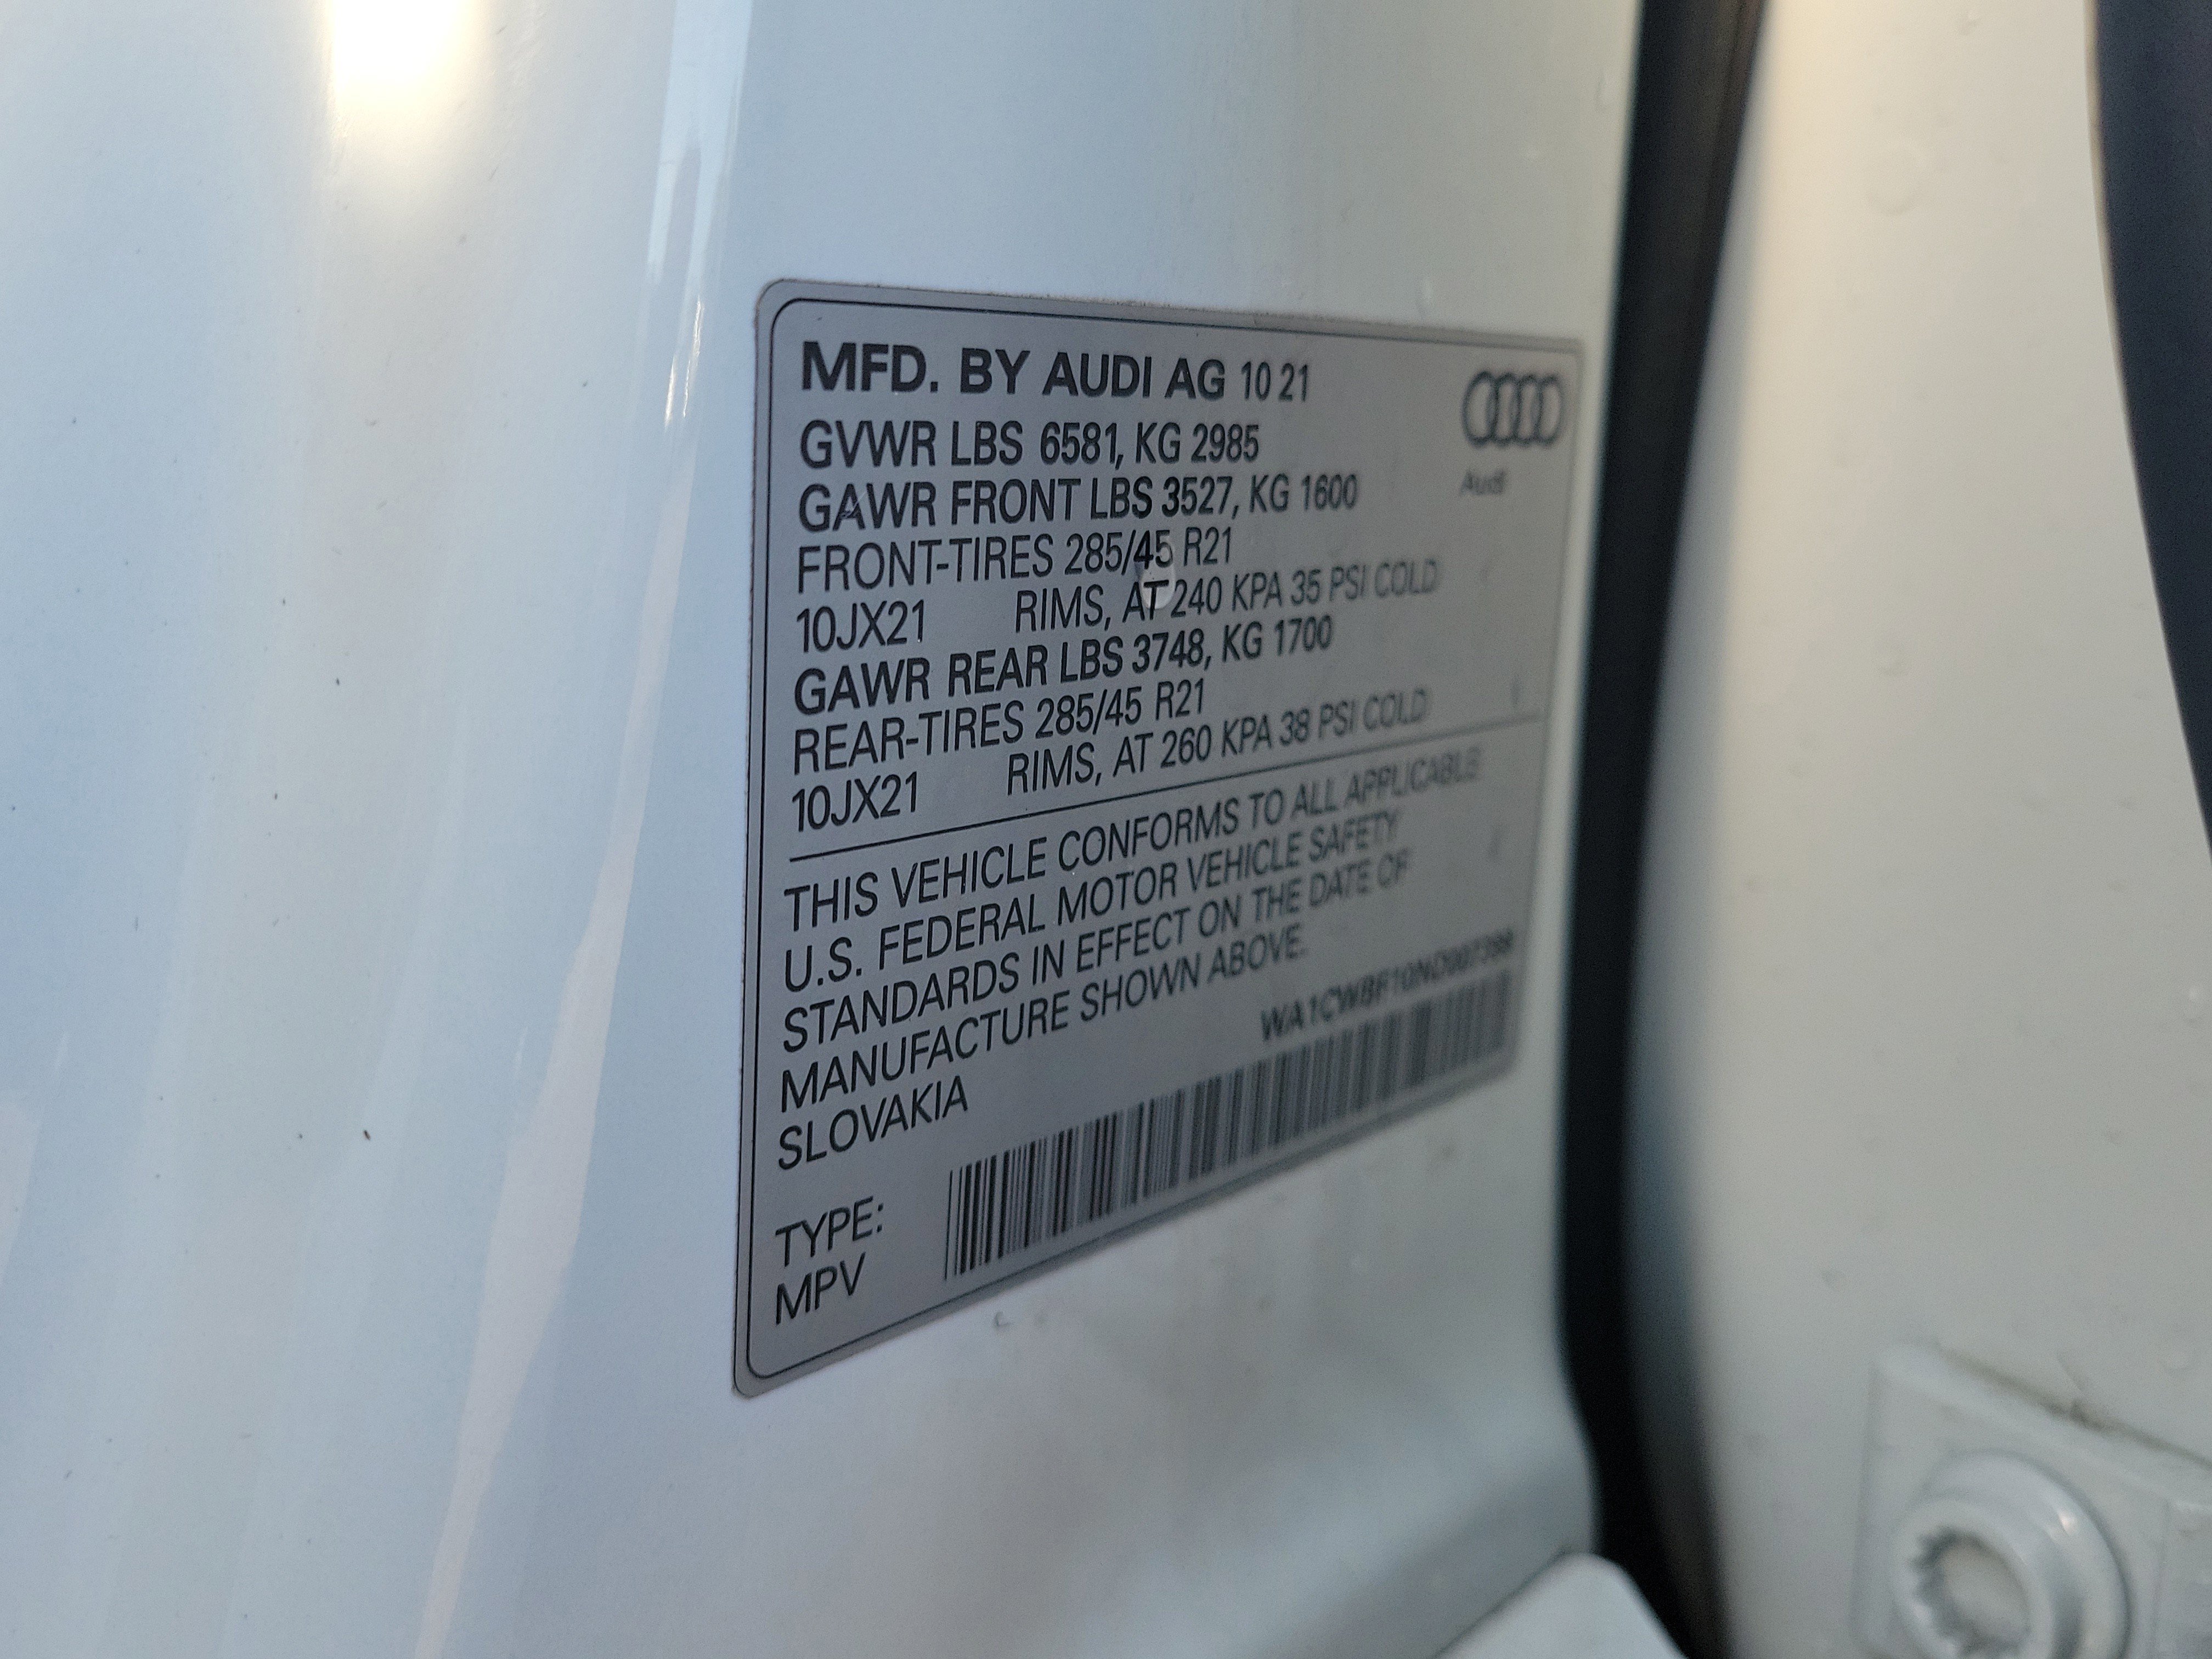 MFD. BY AUDI AG 10 21
Audi
GVWR LBS 6581, KG 2985
GAWR FRONT LBS 3527, KG 1600
FRONT-TIRES 285/45 R21
10JX21 RIMS, AT 240 KPA 35 PSI COLD
GAWR REAR LBS 3748, KG 1700
REAR-TIRES 285/45 R21
10JX21 RIMS, AT 260 KPA 38 PSI COLD
THIS VEHICLE CONFORMS TO ALL APPLICABLE
U.S. FEDERAL MOTOR VEHICLE SAFETY
STANDARDS IN EFFECT ON THE DATE OF
MANUFACTURE SHOWN ABOVE.
SLOVAKIA
TYPE:
MPV